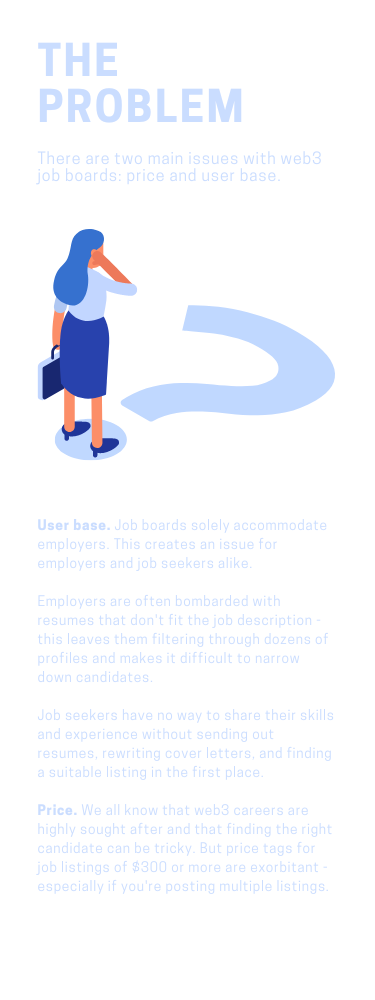 THE
PROBLEM
There are two main issues with web3
job boards: price and user base.
User base. Job boards solely accommodate
employers. This creates an issue for
employers and job seekers alike.
Employers are often bombarded with
resumes that don't fit the job description -
this leaves them filtering through dozens of
profiles and makes it difficult to narrow
down candidates.
Job seekers have no way to share their skills
and experience without sending out
resumes, rewriting cover letters, and finding
a suitable listing in the first place.
Price. We all know that web3 careers are
highly sought after and that finding the right
candidate can be tricky. But price tags for
job listings of $300 or more are exorbitant -
especially if you're posting multiple listings.